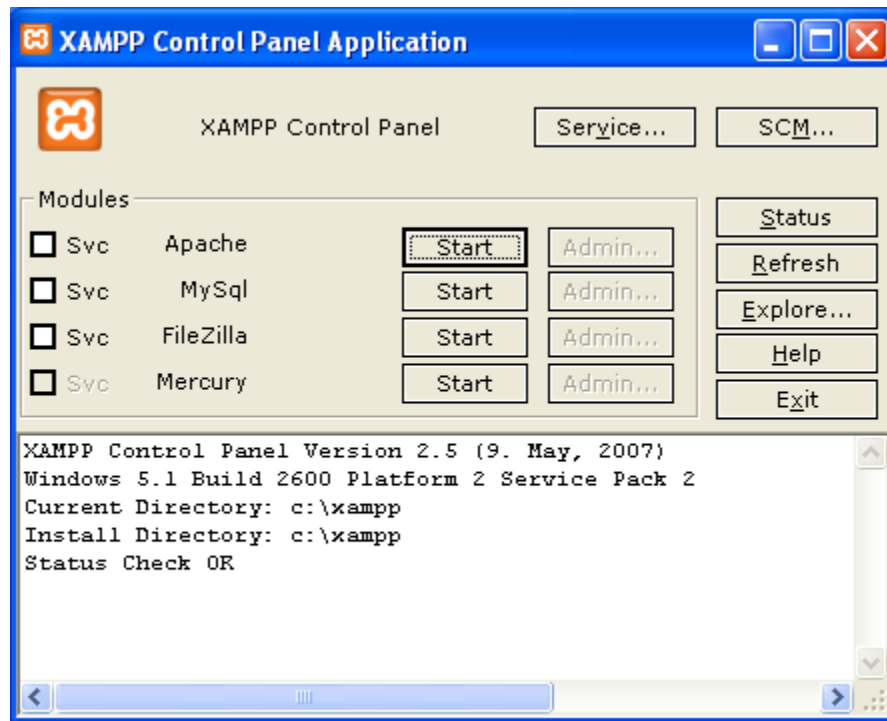 XAMPP Control Panel Application
XAMPP Control Panel Service... SCM...
Modules
Svc Apache Start Admin...
Svc MySql Start Admin...
Svc FileZilla Start Admin...
Svc Mercury Start Admin...
Status
Refresh
Explore...
Help
Exit
XAMPP Control Panel Version 2.5 (9. May, 2007)
Windows 5.1 Build 2600 Platform 2 Service Pack 2
Current Directory: c:\xampp
Install Directory: c:\xampp
Status Check OK